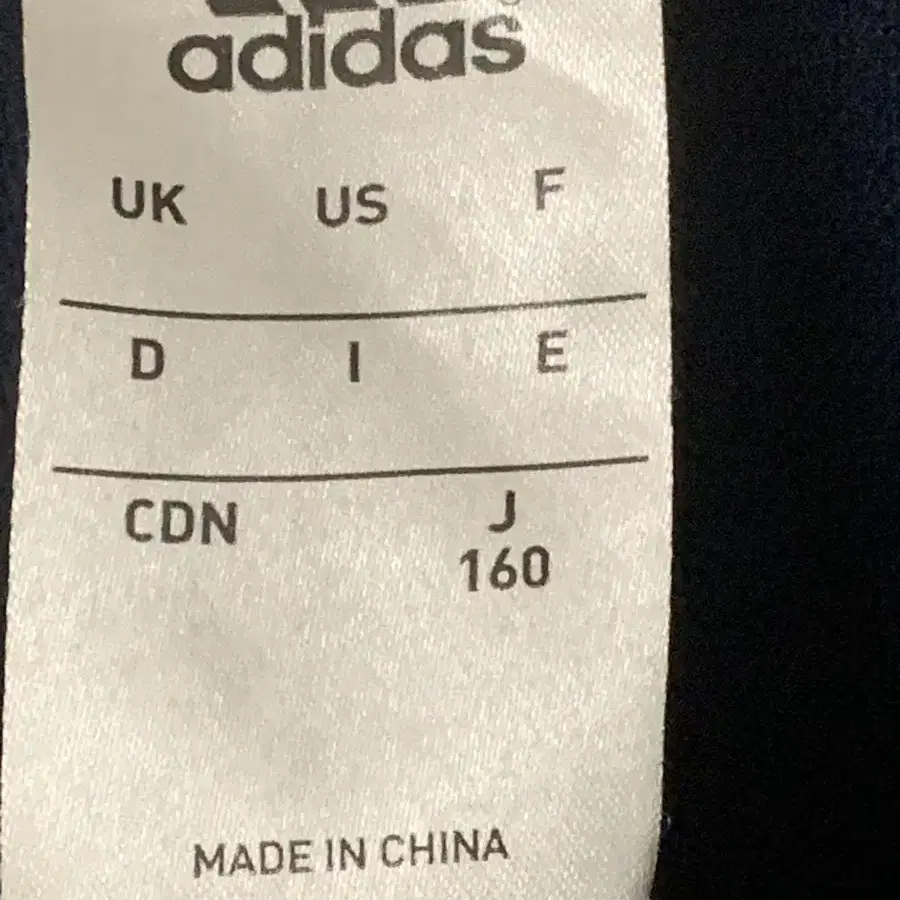 adidas
UK US F
D I E
CDN J
160
MADE IN CHINA